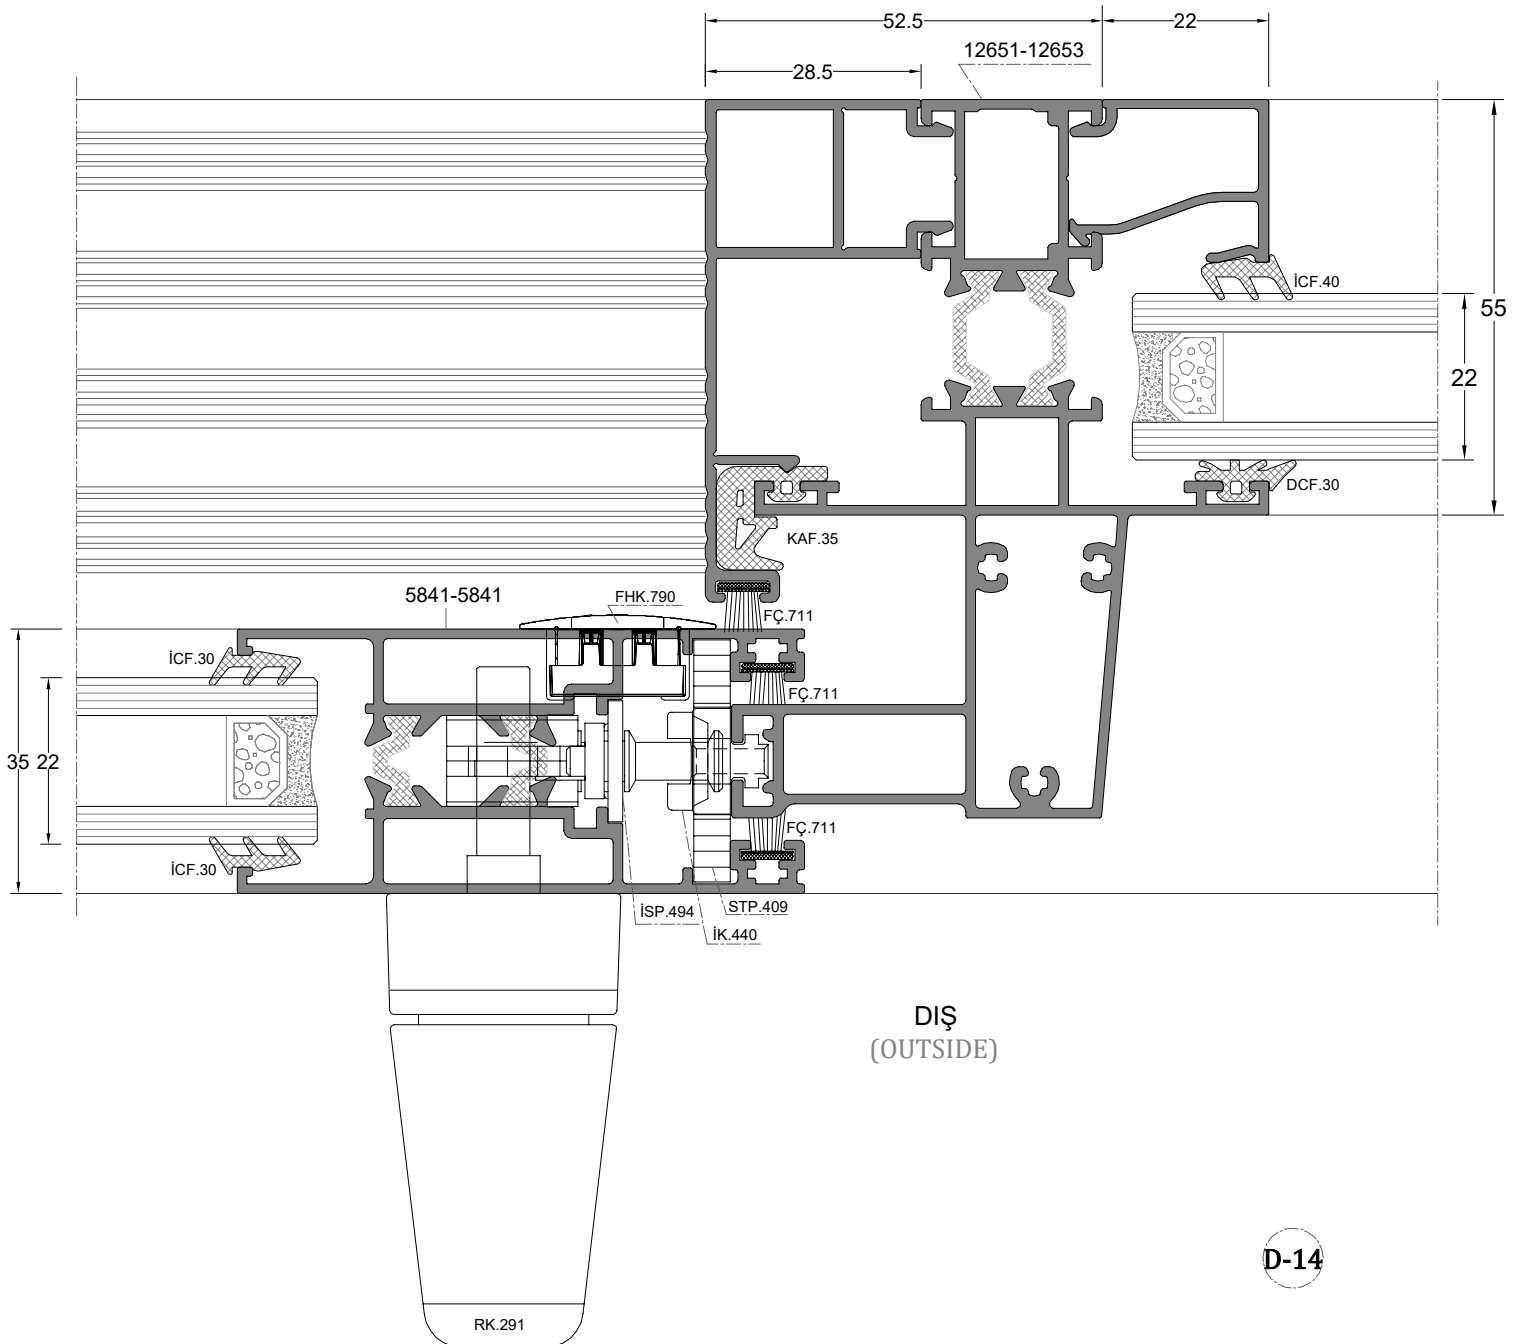 52.5
22
12651-12653
28.5
İCF.40
55
22
DCF.30
KAF.35
5841-5841
FHK.790
FÇ.711
İCF.30
FÇ.711
35
22
FÇ.711
İCF.30
İSP.494
STP.409
İK.440
DIŞ
(OUTSIDE)
D-14
RK.291